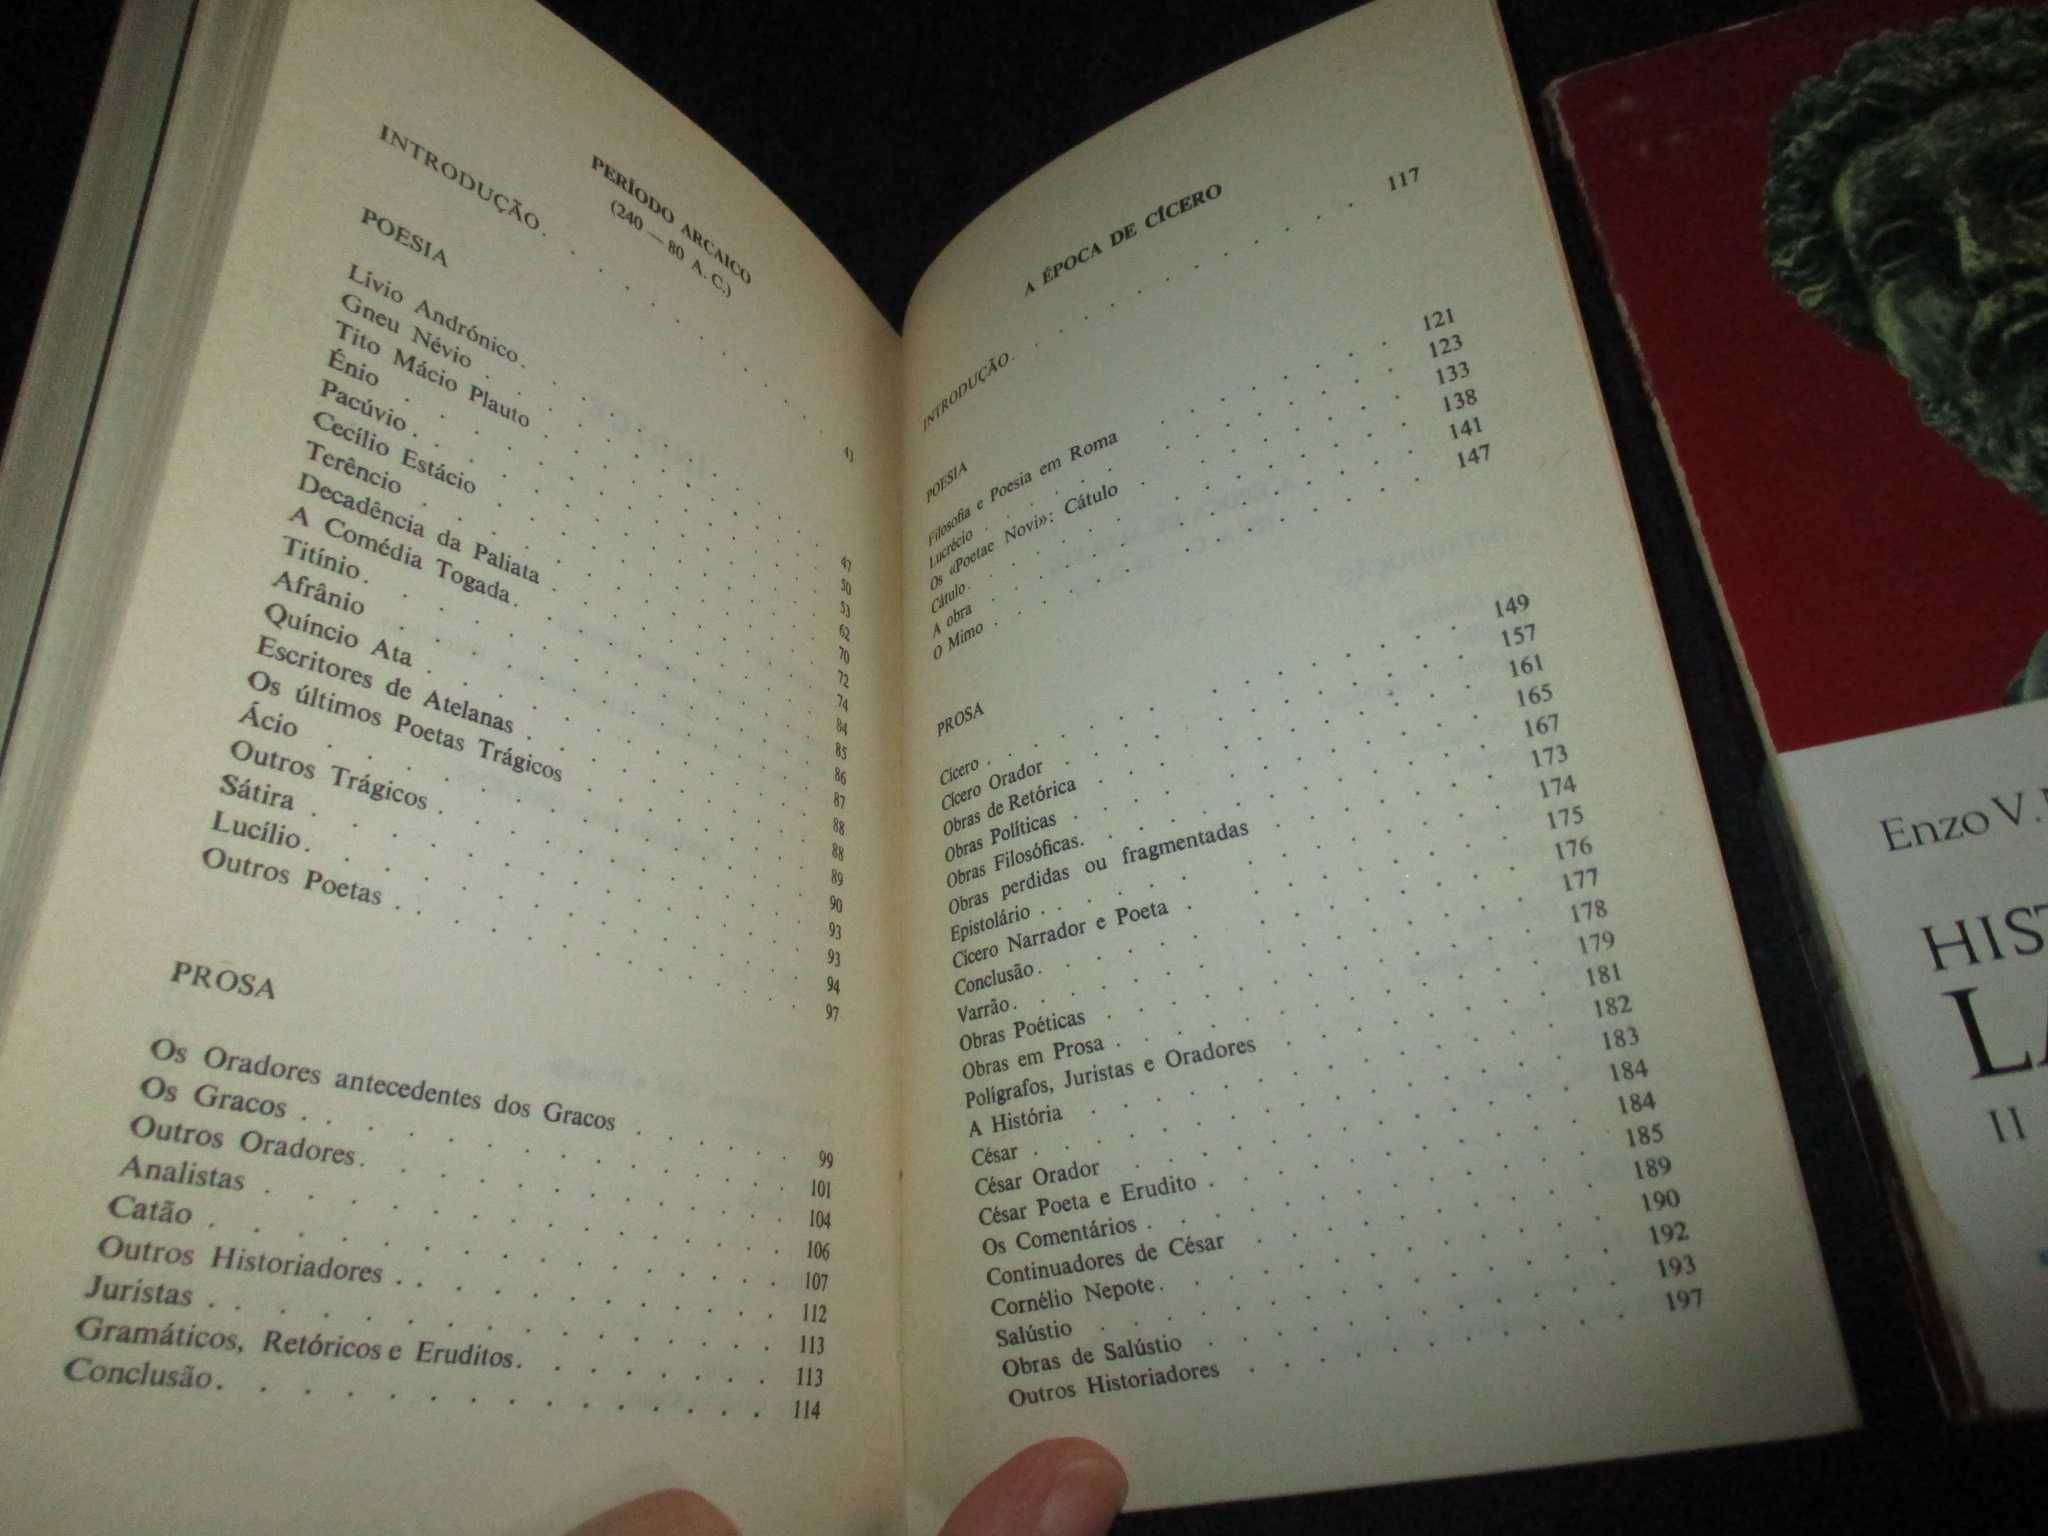 PERÍODO ARCAICO
(240 — 80 A. C.)
INTRODUÇÃO. . . . . . . . . . 43
POESIA
Lívio Andrónico. . . . . . . . . . 47
Gneu Névio . . . . . . . . . . 50
Tito Mácio Plauto . . . . . . . . . . 53
Énio . . . . . . . . . . 62
Pacúvio . . . . . . . . . . 70
Cecílio Estácio . . . . . . . . . . 72
Terêncio . . . . . . . . . . 74
Decadência da Paliata . . . . . . . . . . 84
A Comédia Togada. . . . . . . . . . 85
Titínio. . . . . . . . . . 86
Afrânio . . . . . . . . . . 87
Quíncio Ata . . . . . . . . . . 88
Escritores de Atelanas . . . . . . . . . . 88
Os últimos Poetas Trágicos . . . . . . . . . . 89
Ácio . . . . . . . . . . 90
Outros Trágicos . . . . . . . . . . 93
Sátira . . . . . . . . . . 93
Lucílio. . . . . . . . . . 94
Outros Poetas . . . . . . . . . . 97
PROSA
Os Oradores antecedentes dos Gracos . . . . . . 99
Os Gracos . . . . . . . . . . 101
Outros Oradores. . . . . . . . . . 104
Analistas . . . . . . . . . . 106
Catão . . . . . . . . . . 107
Outros Historiadores . . . . . . . . . . 112
Juristas . . . . . . . . . . 113
Gramáticos, Retóricos e Eruditos. . . . . . . 113
Conclusão. . . . . . . . . . 114
A ÉPOCA DE CÍCERO
INTRODUÇÃO. . . . . . . . . . 117
POESIA
Filosofia e Poesia em Roma . . . . . . . 121
Lucrécio . . . . . . . . . . 123
Os «Poetae Novi»: Cátulo . . . . . . . . 133
Cátulo. . . . . . . . . . 138
A obra . . . . . . . . . . 141
O Mimo . . . . . . . . . . 147
PROSA
Cícero . . . . . . . . . . 149
Cícero Orador . . . . . . . . . . 157
Obras de Retórica . . . . . . . . . . 161
Obras Políticas . . . . . . . . . . 165
Obras Filosóficas. . . . . . . . . . 167
Obras perdidas ou fragmentadas . . . . . . . 173
Epistolário . . . . . . . . . . 174
Cícero Narrador e Poeta . . . . . . . . 175
Conclusão. . . . . . . . . . 176
Varrão. . . . . . . . . . 177
Obras Poéticas . . . . . . . . . . 178
Obras em Prosa . . . . . . . . . . 179
Polígrafos, Juristas e Oradores . . . . . . . 181
A História . . . . . . . . . . 182
César . . . . . . . . . . 183
César Orador . . . . . . . . . . 184
César Poeta e Erudito . . . . . . . . . . 184
Os Comentários . . . . . . . . . . 185
Continuadores de César . . . . . . . . . . 189
Cornélio Nepote. . . . . . . . . . 190
Salústio . . . . . . . . . . 192
Obras de Salústio . . . . . . . . . . 193
Outros Historiadores . . . . . . . . . . 197
Enzo V.
HIST
LA
II